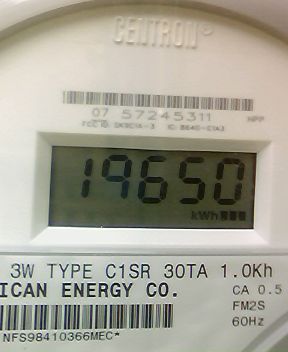 CENTRON®
07 57245311 NPP
19650
kWh
3W TYPE C1SR 30TA 1.0Kh
ICAN ENERGY CO. CA 0.5
FM2S
60Hz
NFS98410366MEC*